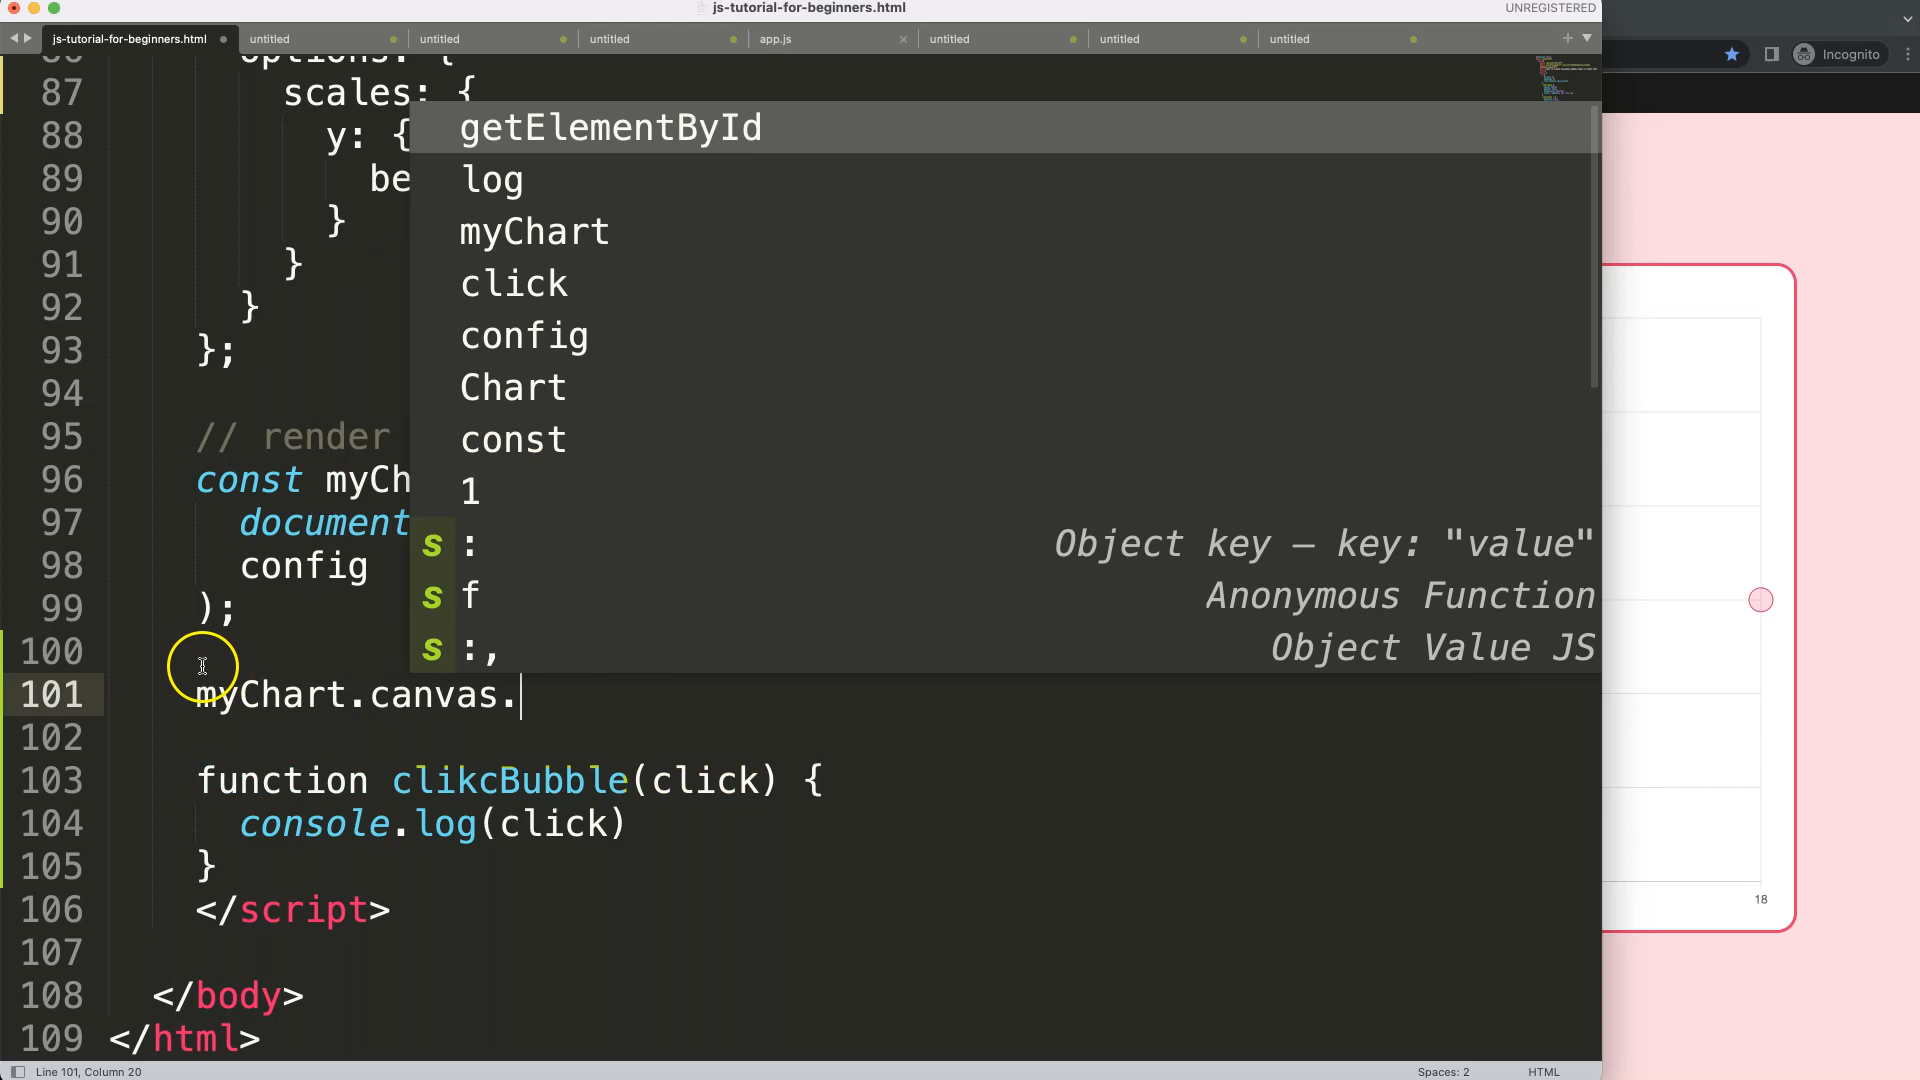 js-tutorial-for-beginners.html
UNREGISTERED
js-tutorial-for-beginners.html untitled untitled untitled app.js untitled untitled untitled
Incognito
options: {
87 scales: {
88 y: {
89 be
90 }
91 }
92 }
93 };
94
95 // render
96 const myCh
97 document
98 config
99 );
100
101 myChart.canvas.
102
103 function clikcBubble(click) {
104 console.log(click)
105 }
106 </script>
107
108 </body>
109 </html>
getElementById
log
myChart
click
config
Chart
const
1
s : Object key – key: "value"
s f Anonymous Function
s :, Object Value JS
18
Line 101, Column 20
Spaces: 2
HTML